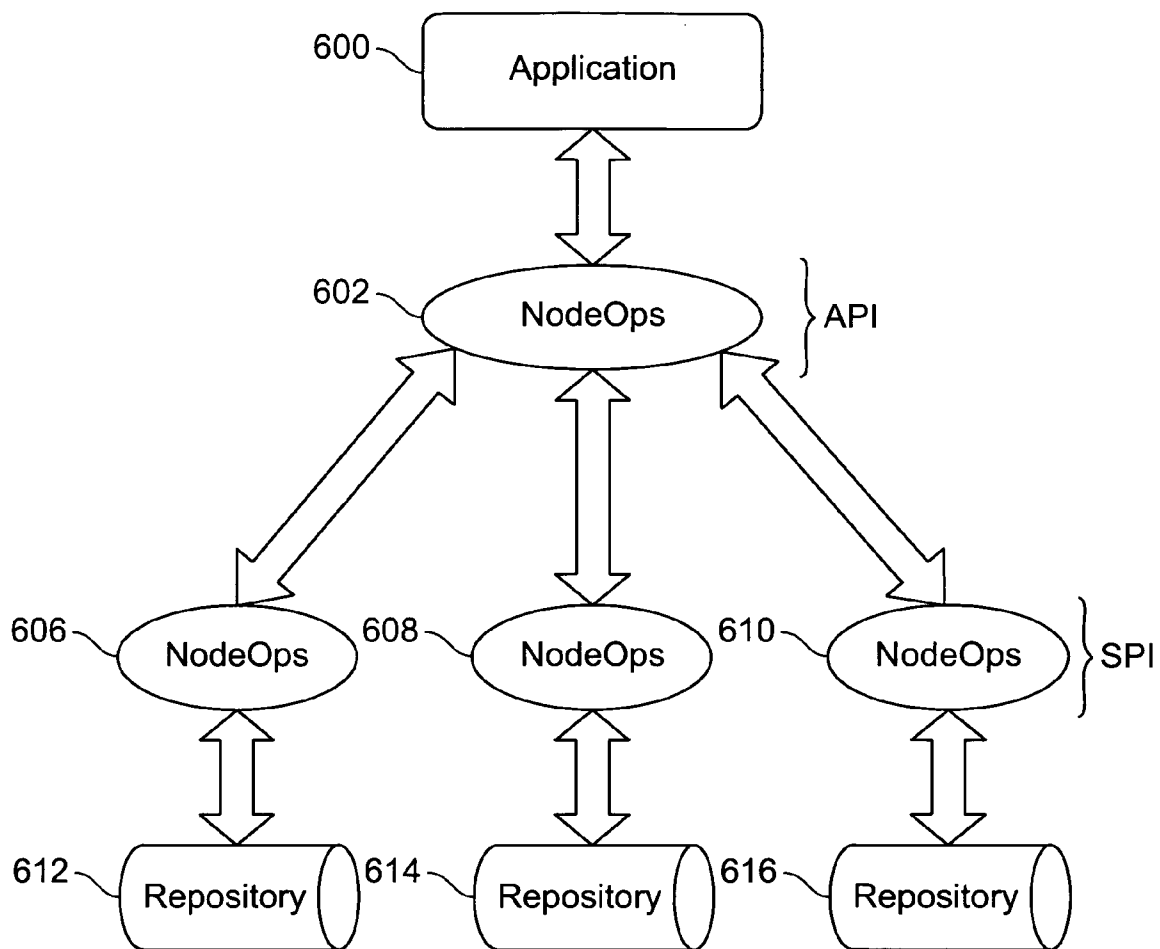 600
Application
602
NodeOps
API
606
NodeOps
608
NodeOps
610
NodeOps
SPI
612
Repository
614
Repository
616
Repository